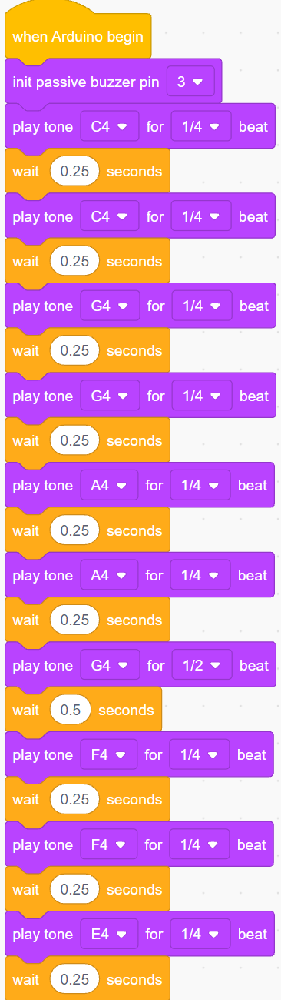 when Arduino begin
init passive buzzer pin 3
play tone C4 for 1/4 beat
wait 0.25 seconds
play tone C4 for 1/4 beat
wait 0.25 seconds
play tone G4 for 1/4 beat
wait 0.25 seconds
play tone G4 for 1/4 beat
wait 0.25 seconds
play tone A4 for 1/4 beat
wait 0.25 seconds
play tone A4 for 1/4 beat
wait 0.25 seconds
play tone G4 for 1/2 beat
wait 0.5 seconds
play tone F4 for 1/4 beat
wait 0.25 seconds
play tone F4 for 1/4 beat
wait 0.25 seconds
play tone E4 for 1/4 beat
wait 0.25 seconds